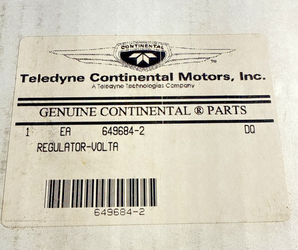 CONTINENTAL
TM
Teledyne Continental Motors, Inc.
A Teledyne Technologies Company
GENUINE CONTINENTAL ® PARTS
1 EA 649684-2 DQ
REGULATOR-VOLTA
649684-2